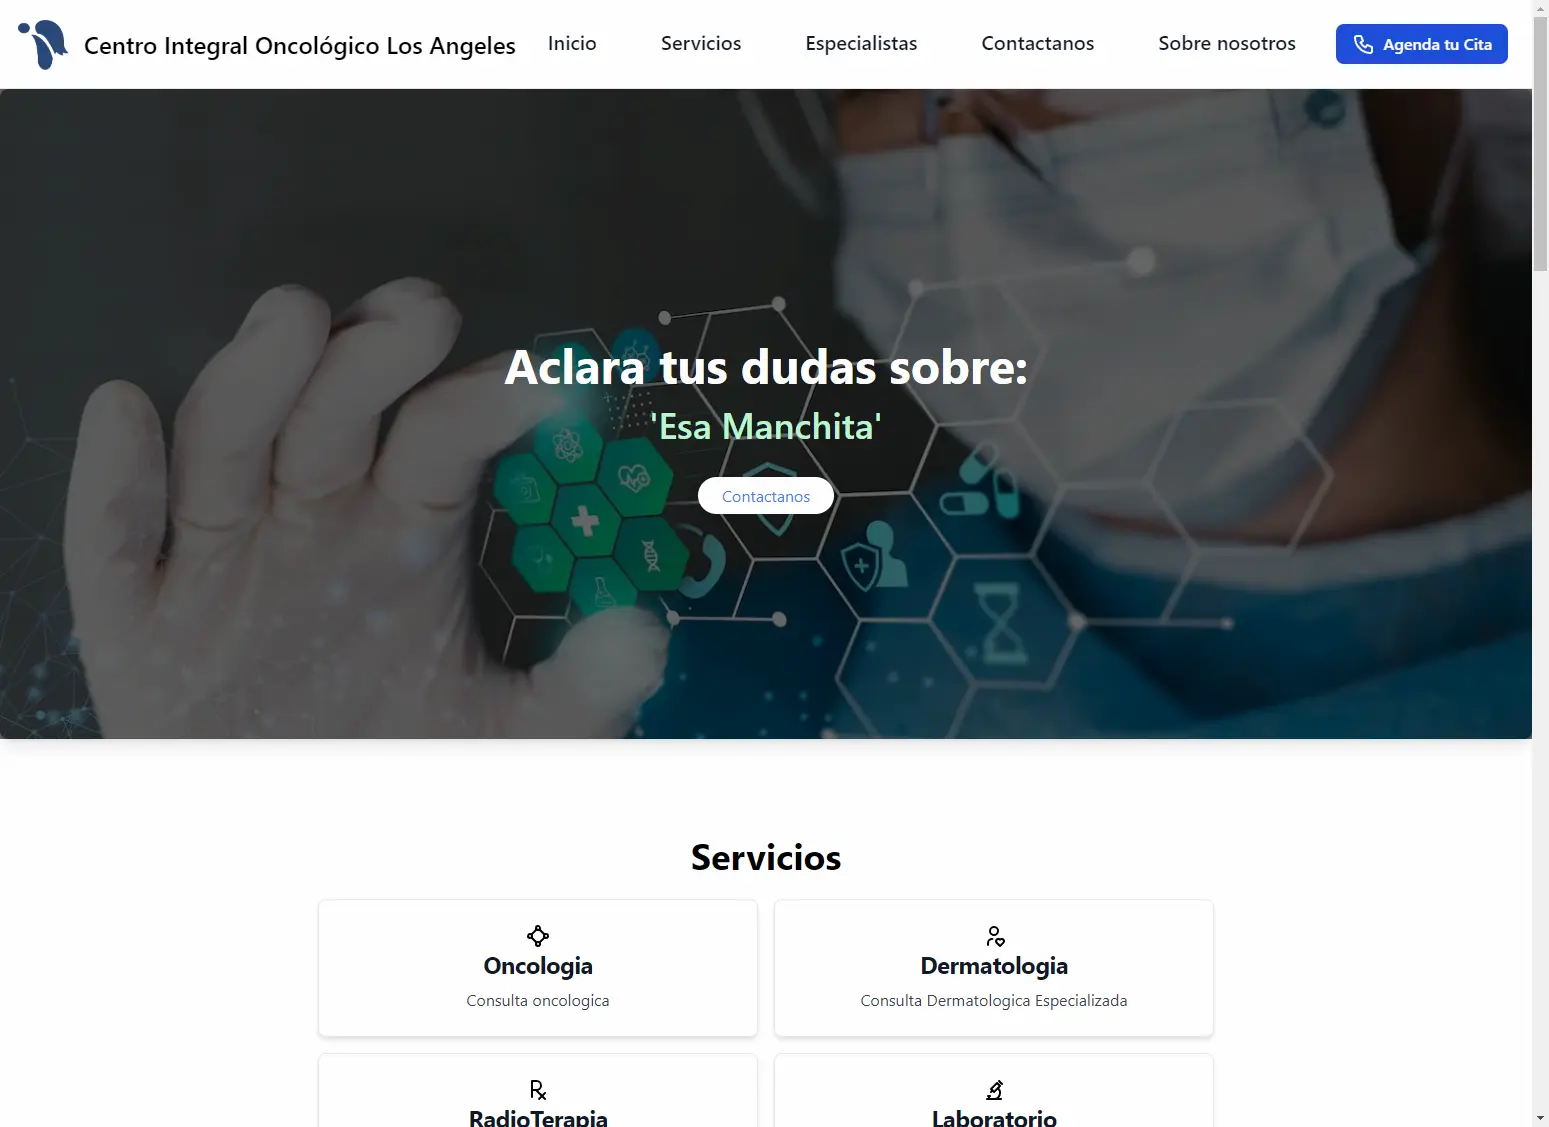 Centro Integral Oncológico Los Angeles
Inicio
Servicios
Especialistas
Contactanos
Sobre nosotros
Agenda tu Cita
Aclara tus dudas sobre:
'Esa Manchita'
Contactanos
Servicios
Oncologia
Consulta oncologica
Dermatologia
Consulta Dermatologica Especializada
RadioTerapia
Laboratorio